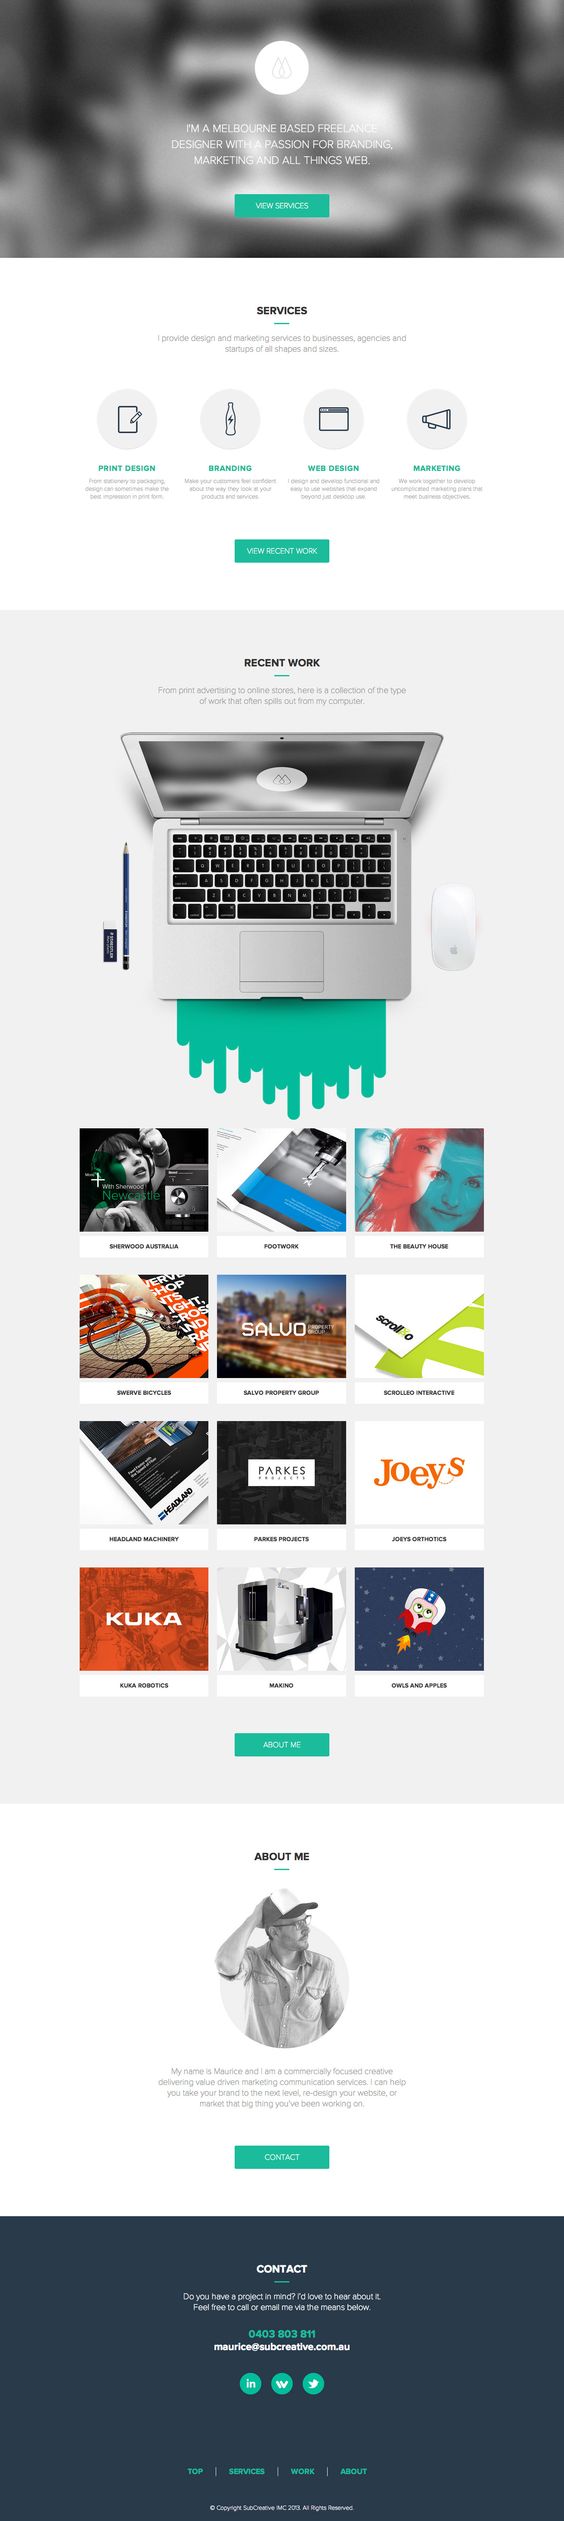 I'M A MELBOURNE BASED FREELANCE
DESIGNER WITH A PASSION FOR BRANDING,
MARKETING AND ALL THINGS WEB.
VIEW SERVICES
SERVICES
I provide design and marketing services to businesses, agencies and
startups of all shapes and sizes.
PRINT DESIGN
From stationery to packaging,
design can sometimes make the
best impression in print form.
BRANDING
Make your customers feel confident
about the way they look at your
products and services.
WEB DESIGN
I design and develop functional and
easy to use websites that expand
beyond just desktop use.
MARKETING
We work together to develop
uncomplicated marketing plans that
meet business objectives.
VIEW RECENT WORK
RECENT WORK
From print advertising to online stores, here is a collection of the type
of work that often spills out from my computer.
STAEDTLER
More
With Sherwood
Newcastle
SHERWOOD AUSTRALIA
FOOTWORK
THE BEAUTY HOUSE
SWERVE BICYCLES
SALVO PROPERTY
GROUP
SALVO PROPERTY GROUP
SCROLLEO INTERACTIVE
HEADLAND
HEADLAND MACHINERY
PARKES
PROJECTS
PARKES PROJECTS
Joeys
JOEYS ORTHOTICS
KUKA
KUKA ROBOTICS
MAKINO
OWLS AND APPLES
ABOUT ME
ABOUT ME
My name is Maurice and I am a commercially focused creative
delivering value driven marketing communication services. I can help
you take your brand to the next level, re-design your website, or
market that big thing you've been working on.
CONTACT
CONTACT
Do you have a project in mind? I'd love to hear about it.
Feel free to call or email me via the means below.
0403 803 811
maurice@subcreative.com.au
in
TOP | SERVICES | WORK | ABOUT
© Copyright SubCreative IMC 2013. All Rights Reserved.